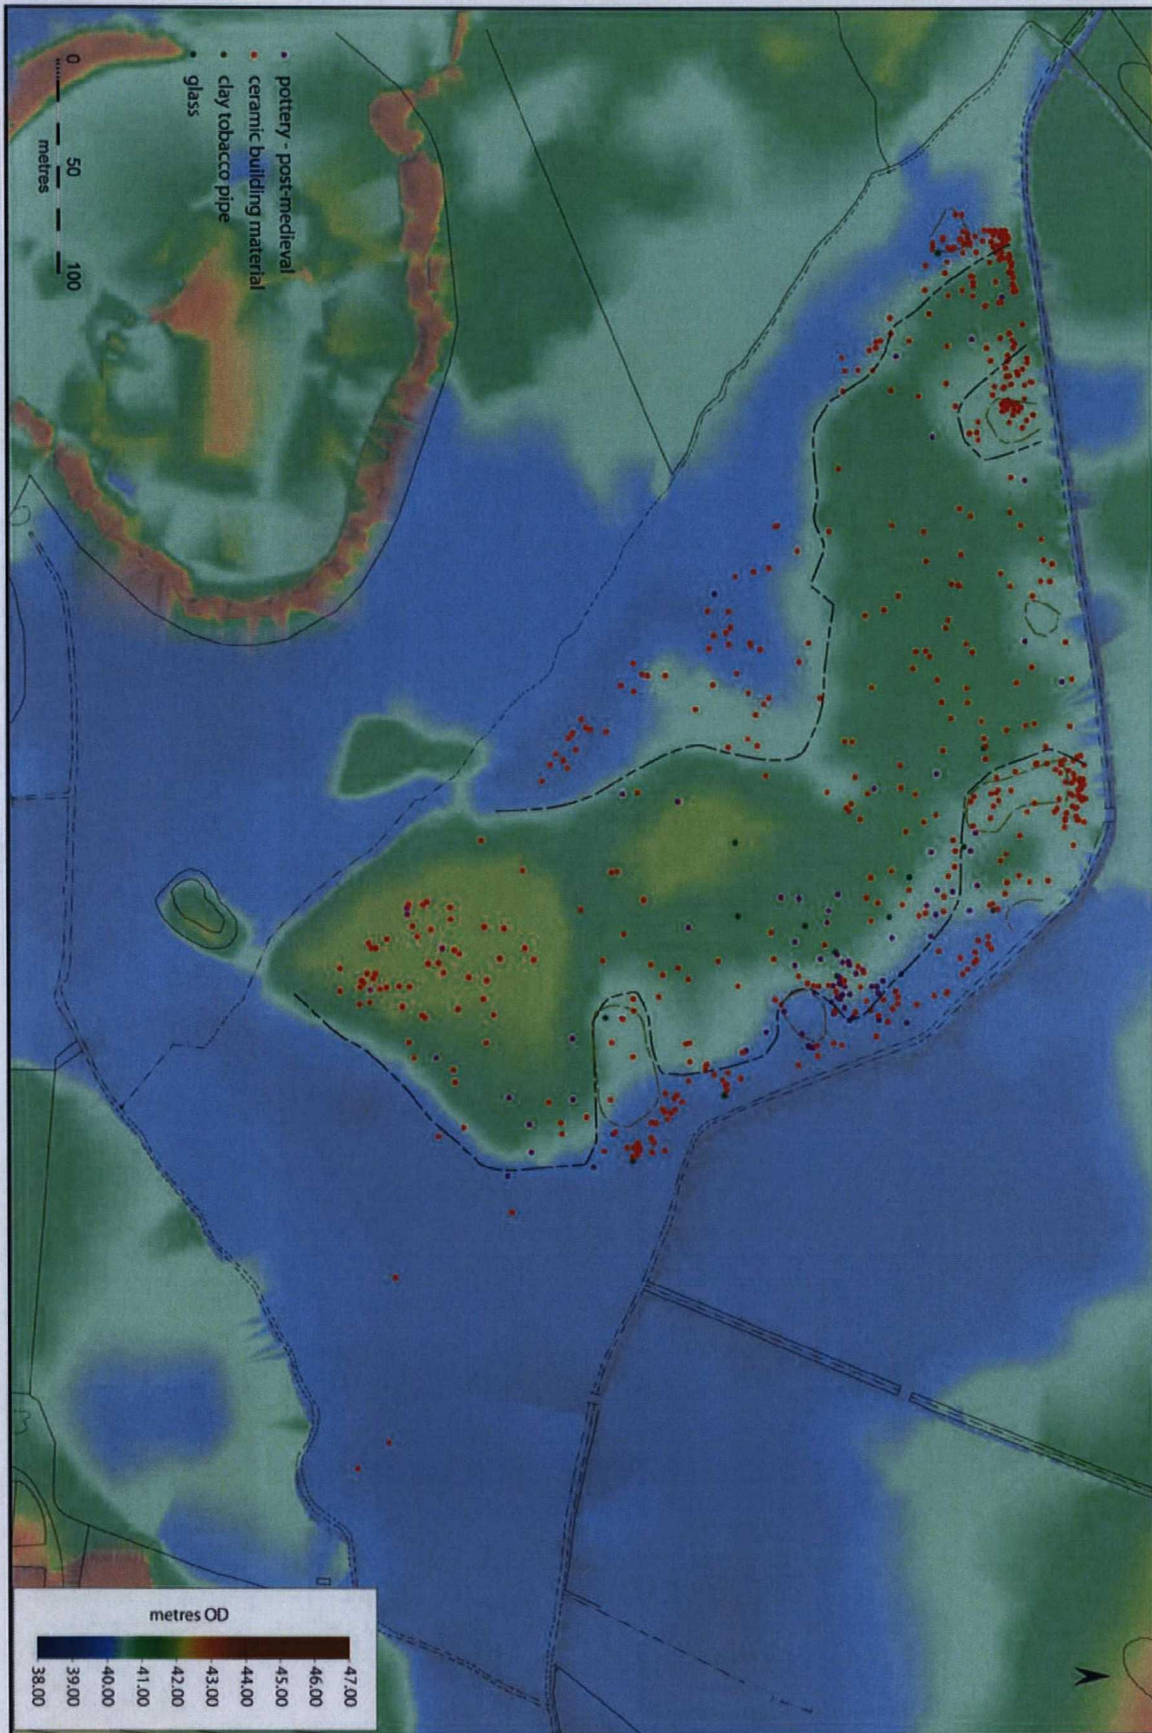 pottery - post-medieval
ceramic building material
clay tobacco pipe
glass
0 50 100
metres
metres OD
38.00 39.00 40.00 41.00 42.00 43.00 44.00 45.00 46.00 47.00